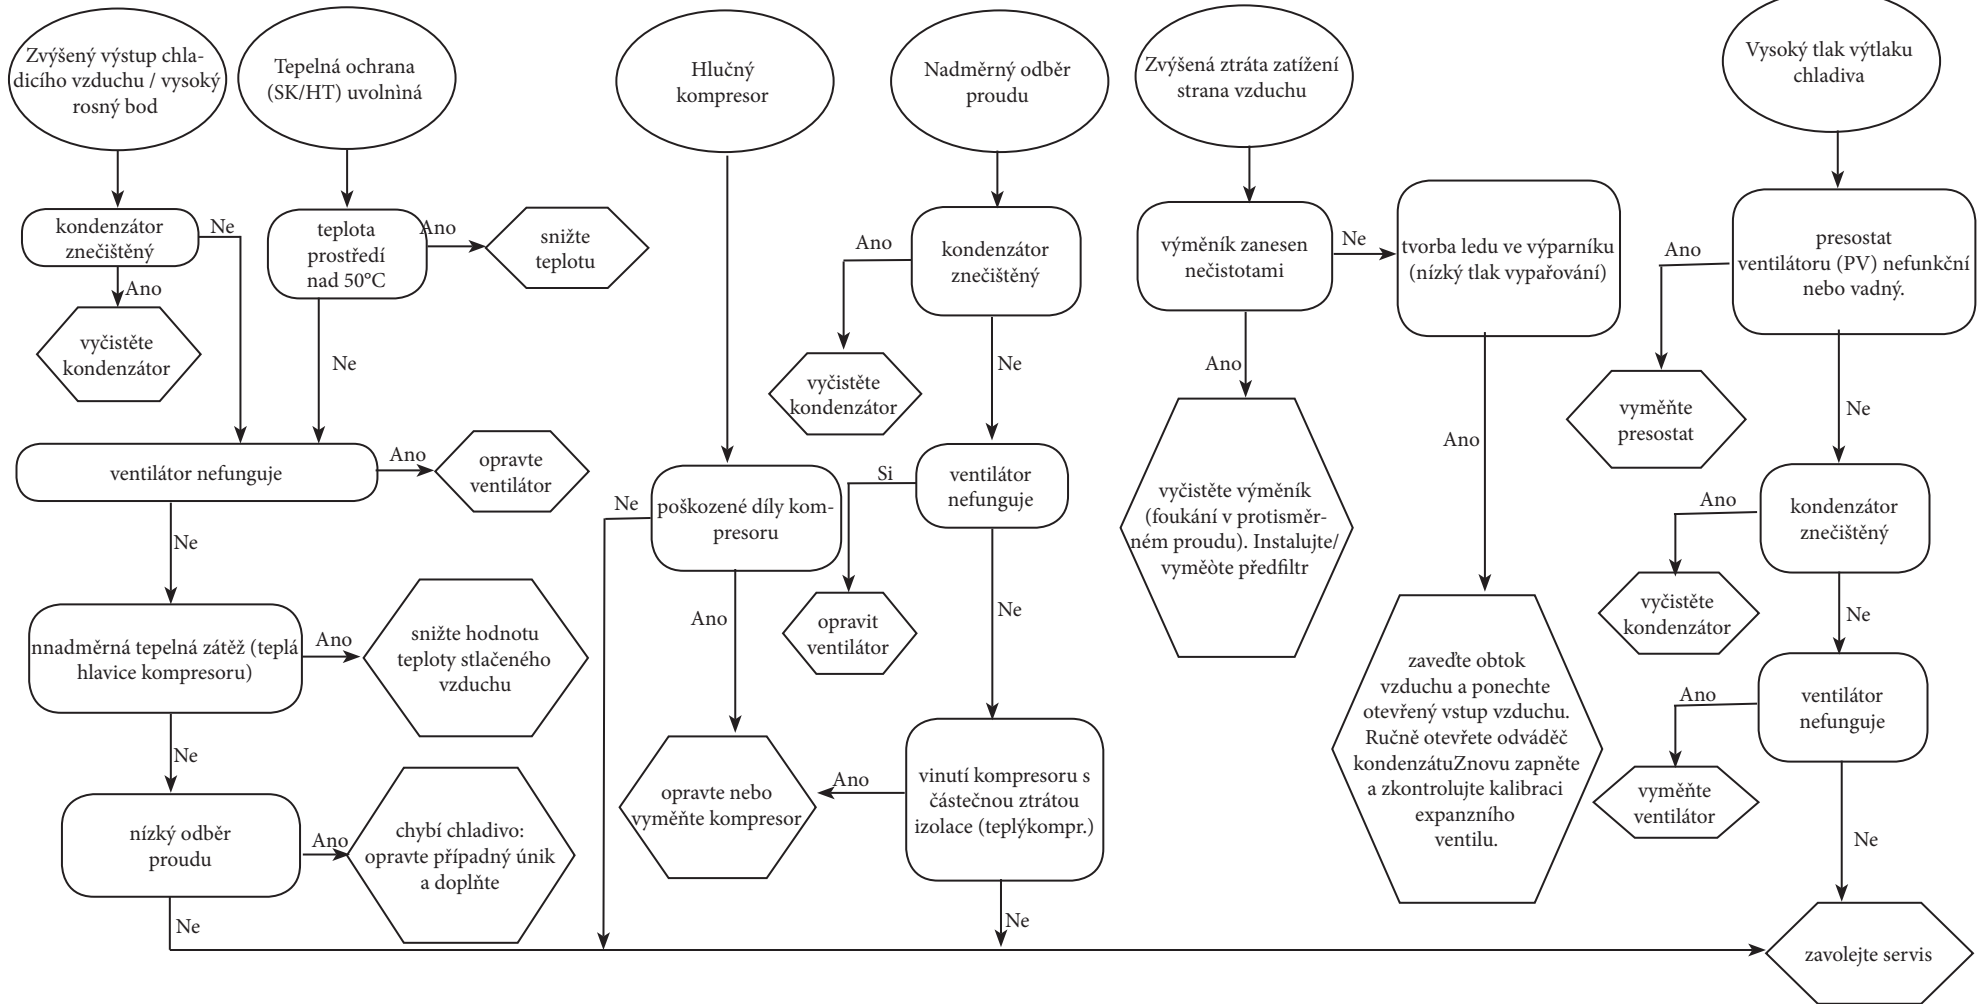 Zvýšený výstup chla-
dicího vzduchu / vysoký
rosný bod
kondenzátor
znečištěný
Ne
Ano
vyčistěte
kondenzátor
Tepelná ochrana
(SK/HT) uvolnìná
teplota
prostředí
nad 50°C
Ano
snižte
teplotu
Ne
ventilátor nefunguje
Ano
opravte
ventilátor
Ne
nnadměrná tepelná zátěž (teplá
hlavice kompresoru)
Ano
snižte hodnotu
teploty stlačeného
vzduchu
Ne
nízký odběr
proudu
Ano
chybí chladivo:
opravte případný únik
a doplňte
Ne
Hlučný
kompresor
poškozené díly kom-
presoru
Ne
Ano
opravte nebo
vyměňte kompresor
Nadměrný odběr
proudu
kondenzátor
znečištěný
Ano
vyčistěte
kondenzátor
Ne
ventilátor
nefunguje
Si
opravit
ventilátor
Ne
vinutí kompresoru s
částečnou ztrátou
izolace (teplýkompr.)
Ano
Ne
Zvýšená ztráta zatížení
strana vzduchu
výměník zanesen
nečistotami
Ne
Ano
vyčistěte výměník
(foukání v protisměr-
ném proudu). Instalujte/
vyměòte předfiltr
tvorba ledu ve výparníku
(nízký tlak vypařování)
Ano
zaveďte obtok
vzduchu a ponechte
otevřený vstup vzduchu.
Ručně otevřete odváděč
kondenzátuZnovu zapněte
a zkontrolujte kalibraci
expanzního
ventilu.
Vysoký tlak výtlaku
chladiva
presostat
ventilátoru (PV) nefunkční
nebo vadný.
Ano
vyměňte
presostat
Ne
kondenzátor
znečištěný
Ano
vyčistěte
kondenzátor
Ne
ventilátor
nefunguje
Ano
vyměňte
ventilátor
Ne
zavolejte servis